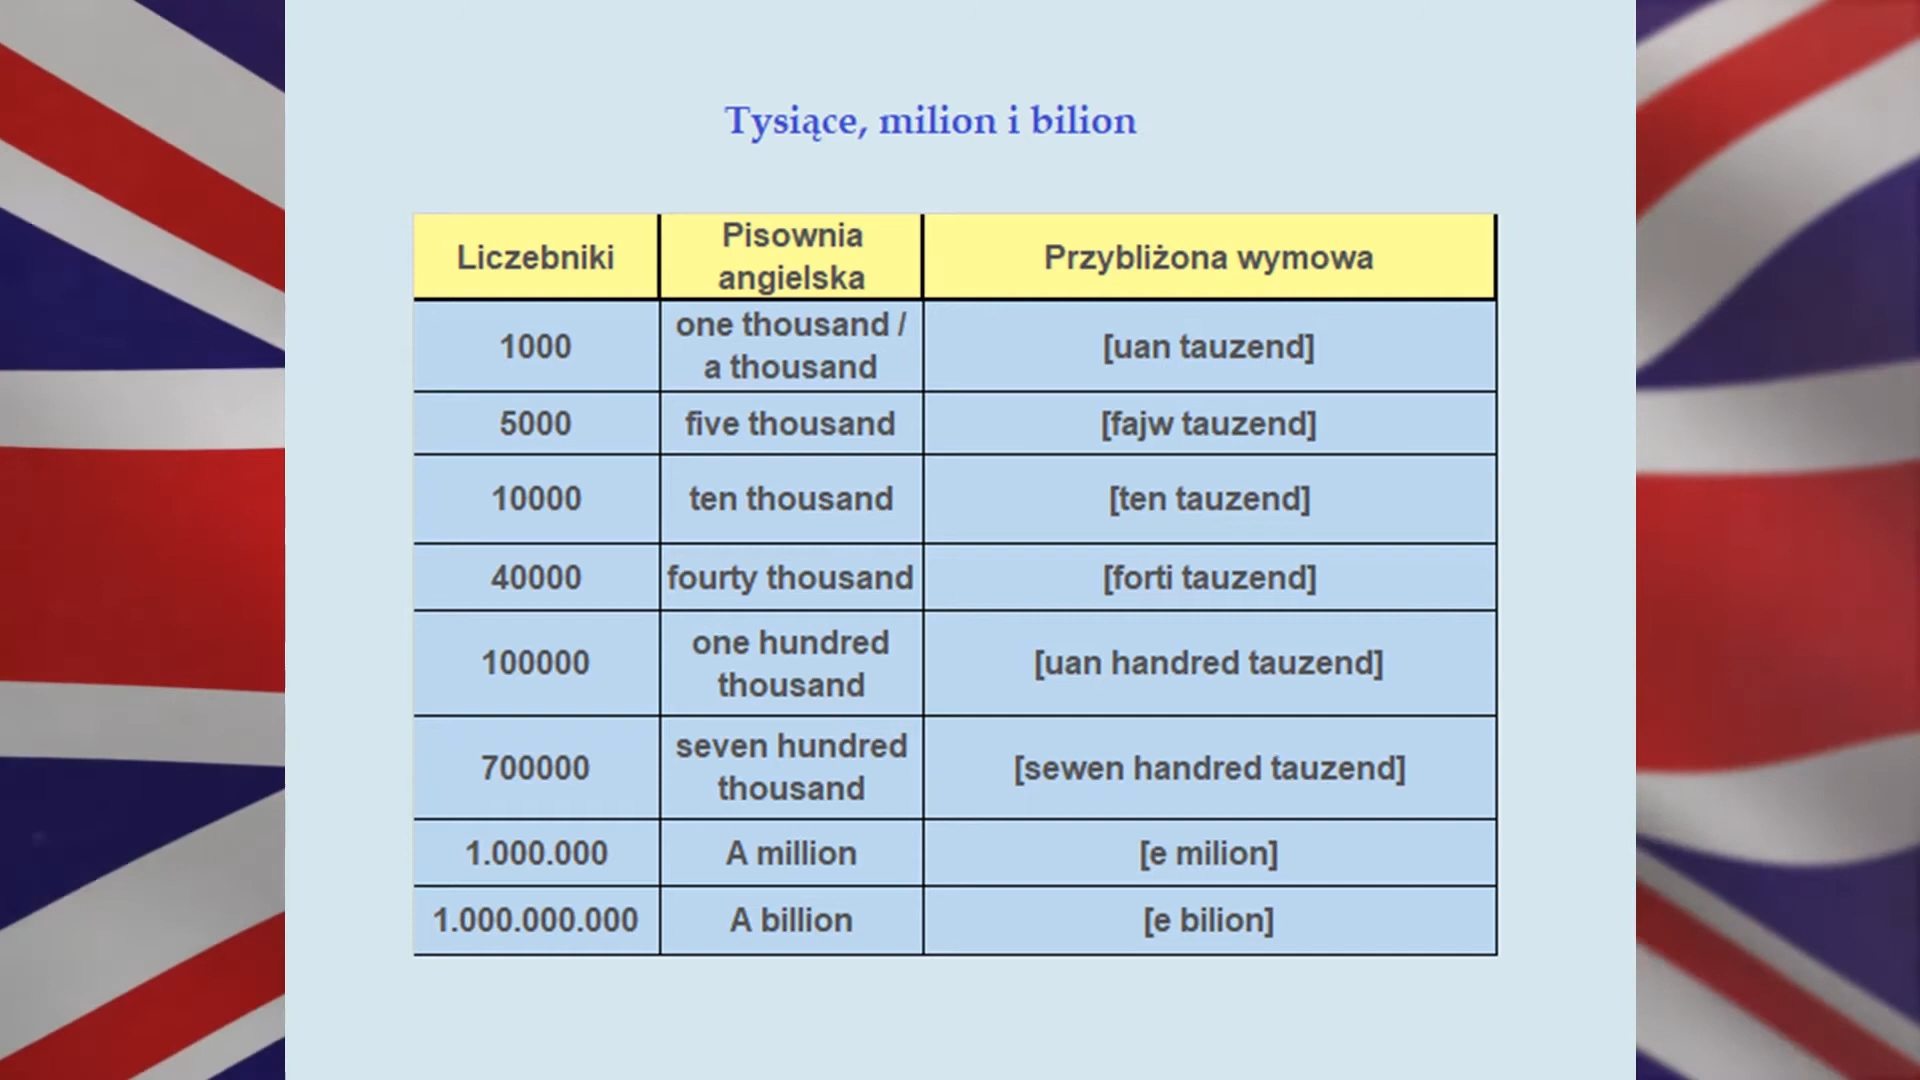 Tysiące, milion i bilion
Liczebniki
Pisownia
angielska
Przybliżona wymowa
1000
one thousand /
a thousand
[uan tauzend]
5000
five thousand
[fajw tauzend]
10000
ten thousand
[ten tauzend]
40000
fourty thousand
[forti tauzend]
100000
one hundred
thousand
[uan handred tauzend]
700000
seven hundred
thousand
[sewen handred tauzend]
1.000.000
A million
[e milion]
1.000.000.000
A billion
[e bilion]